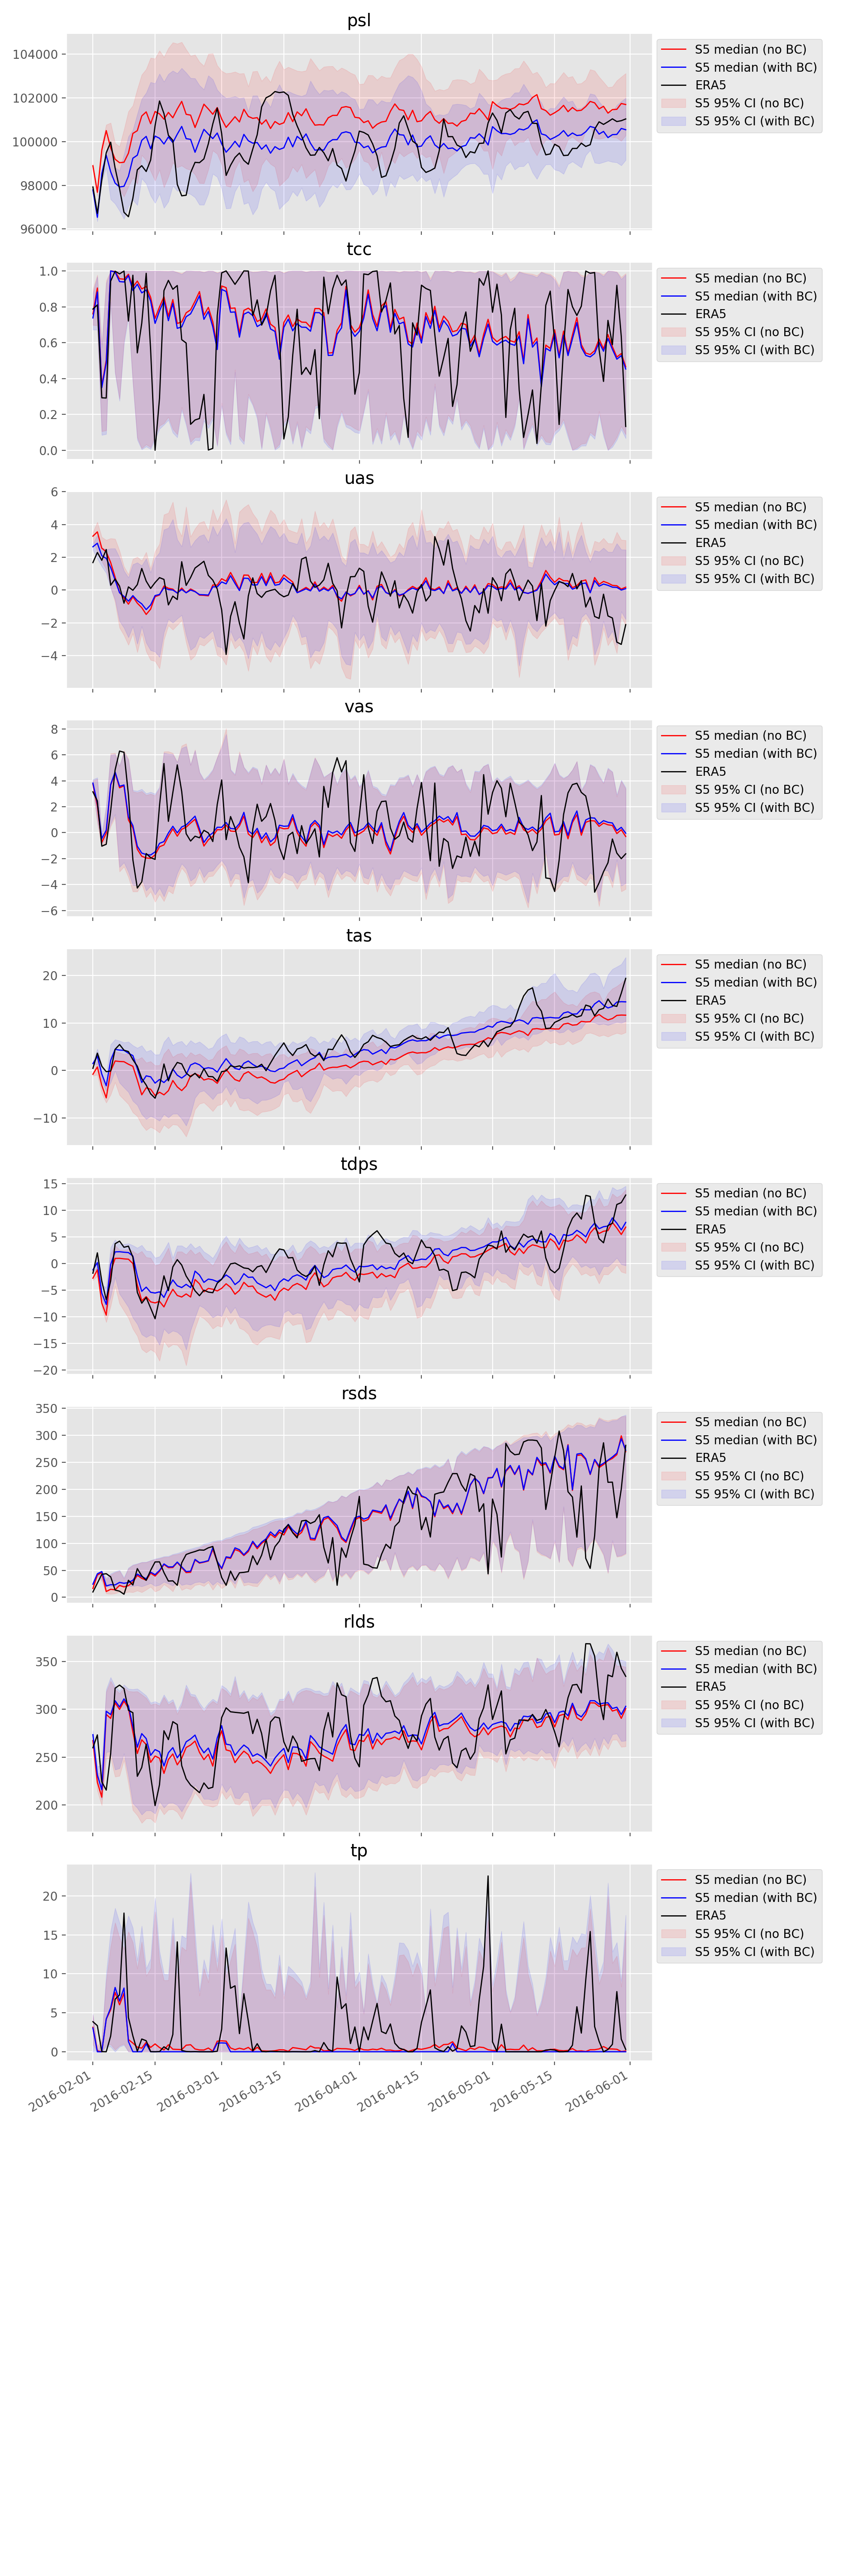 psl
104000
102000
100000
98000
96000
S5 median (no BC)
S5 median (with BC)
ERA5
S5 95% CI (no BC)
S5 95% CI (with BC)
tcc
1.0
0.8
0.6
0.4
0.2
0.0
S5 median (no BC)
S5 median (with BC)
ERA5
S5 95% CI (no BC)
S5 95% CI (with BC)
uas
6
4
2
0
−2
−4
S5 median (no BC)
S5 median (with BC)
ERA5
S5 95% CI (no BC)
S5 95% CI (with BC)
vas
8
6
4
2
0
−2
−4
−6
S5 median (no BC)
S5 median (with BC)
ERA5
S5 95% CI (no BC)
S5 95% CI (with BC)
tas
20
10
0
−10
S5 median (no BC)
S5 median (with BC)
ERA5
S5 95% CI (no BC)
S5 95% CI (with BC)
tdps
15
10
5
0
−5
−10
−15
−20
S5 median (no BC)
S5 median (with BC)
ERA5
S5 95% CI (no BC)
S5 95% CI (with BC)
rsds
350
300
250
200
150
100
50
0
S5 median (no BC)
S5 median (with BC)
ERA5
S5 95% CI (no BC)
S5 95% CI (with BC)
rlds
350
300
250
200
S5 median (no BC)
S5 median (with BC)
ERA5
S5 95% CI (no BC)
S5 95% CI (with BC)
tp
20
15
10
5
0
S5 median (no BC)
S5 median (with BC)
ERA5
S5 95% CI (no BC)
S5 95% CI (with BC)
2016-02-01
2016-02-15
2016-03-01
2016-03-15
2016-04-01
2016-04-15
2016-05-01
2016-05-15
2016-06-01